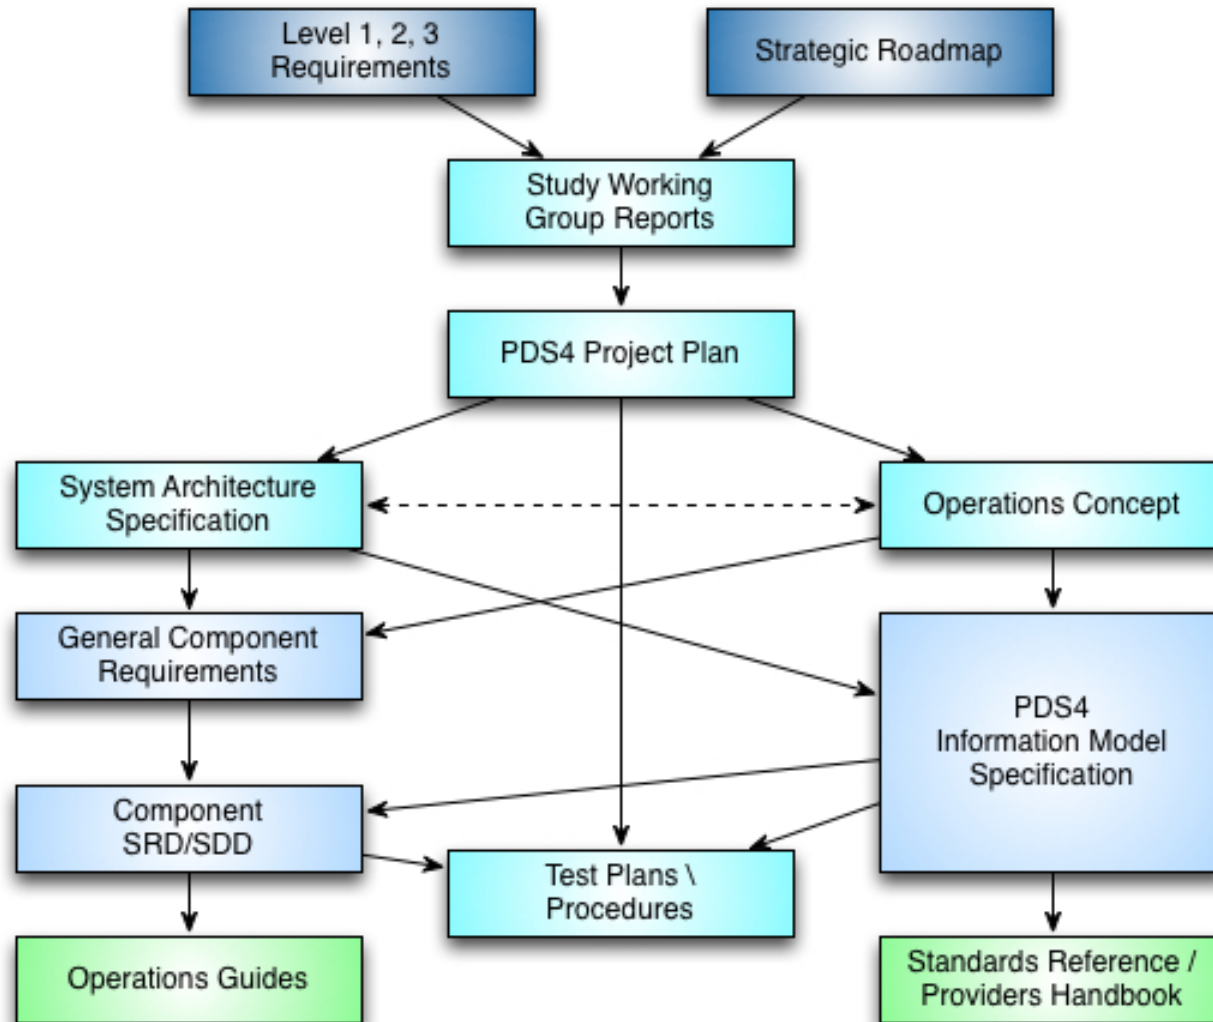 Level 1, 2, 3
Requirements
Strategic Roadmap
Study Working
Group Reports
PDS4 Project Plan
System Architecture
Specification
Operations Concept
General Component
Requirements
PDS4
Information Model
Specification
Component
SRD/SDD
Test Plans \
Procedures
Operations Guides
Standards Reference /
Providers Handbook